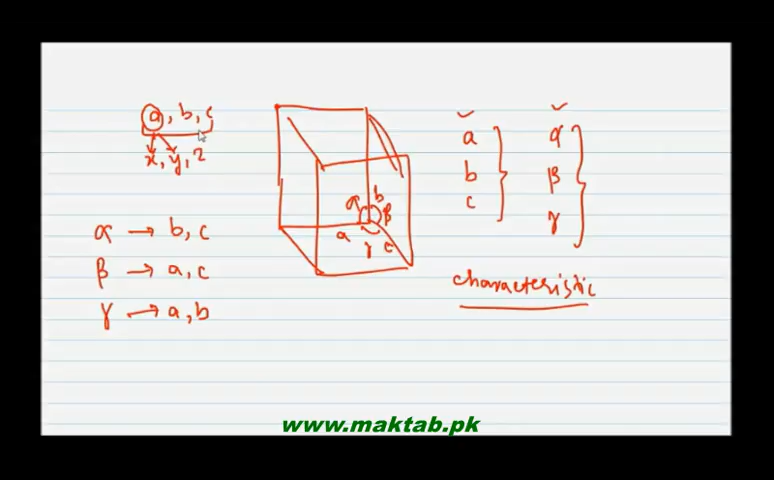 a, b, c
x, y, z
α → b, c
β → a, c
γ → a, b
b
α
β
a
γ
c
a
b
c
α
β
γ
characteristic
www.maktab.pk